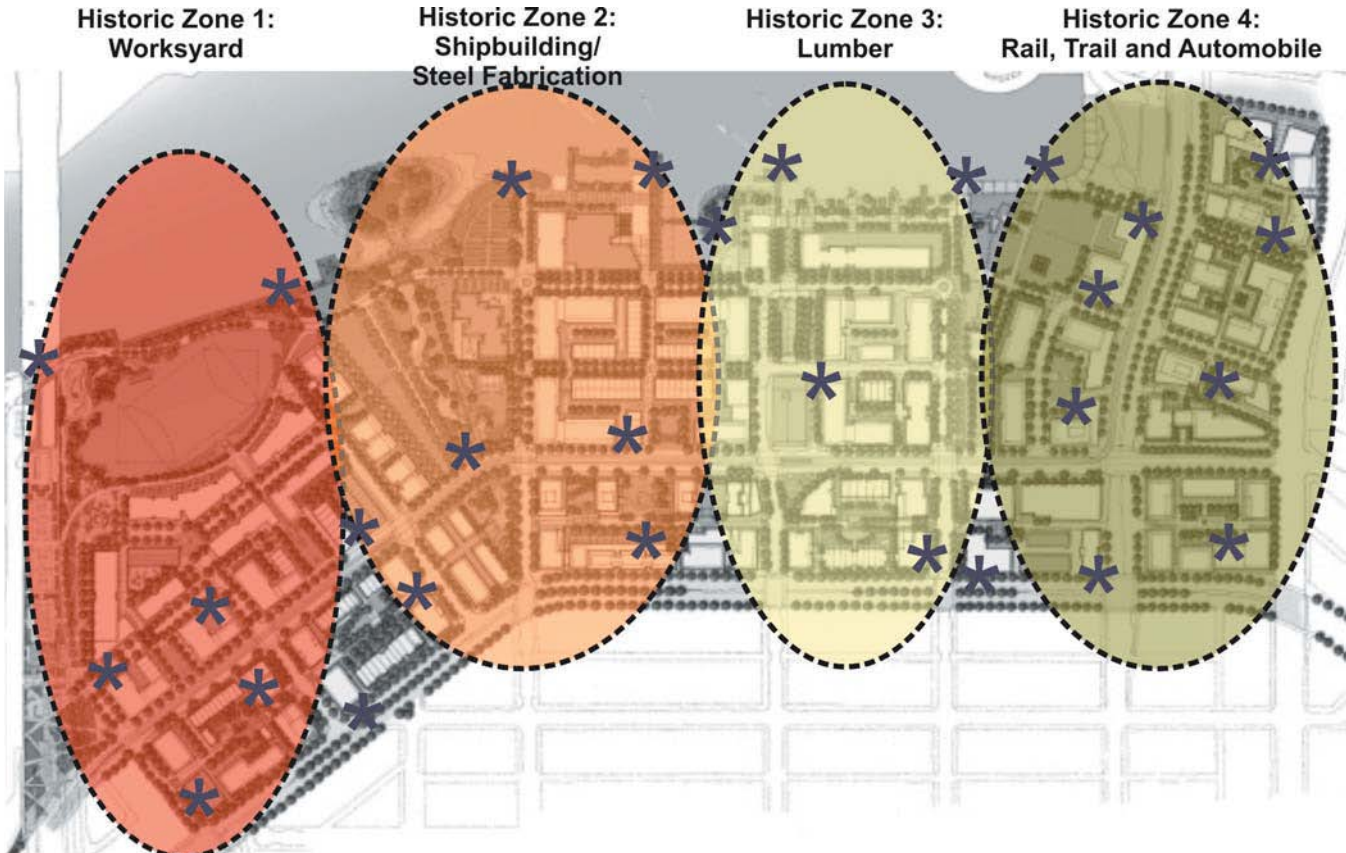 Historic Zone 1:
Worksyard
Historic Zone 2:
Shipbuilding/
Steel Fabrication
Historic Zone 3:
Lumber
Historic Zone 4:
Rail, Trail and Automobile